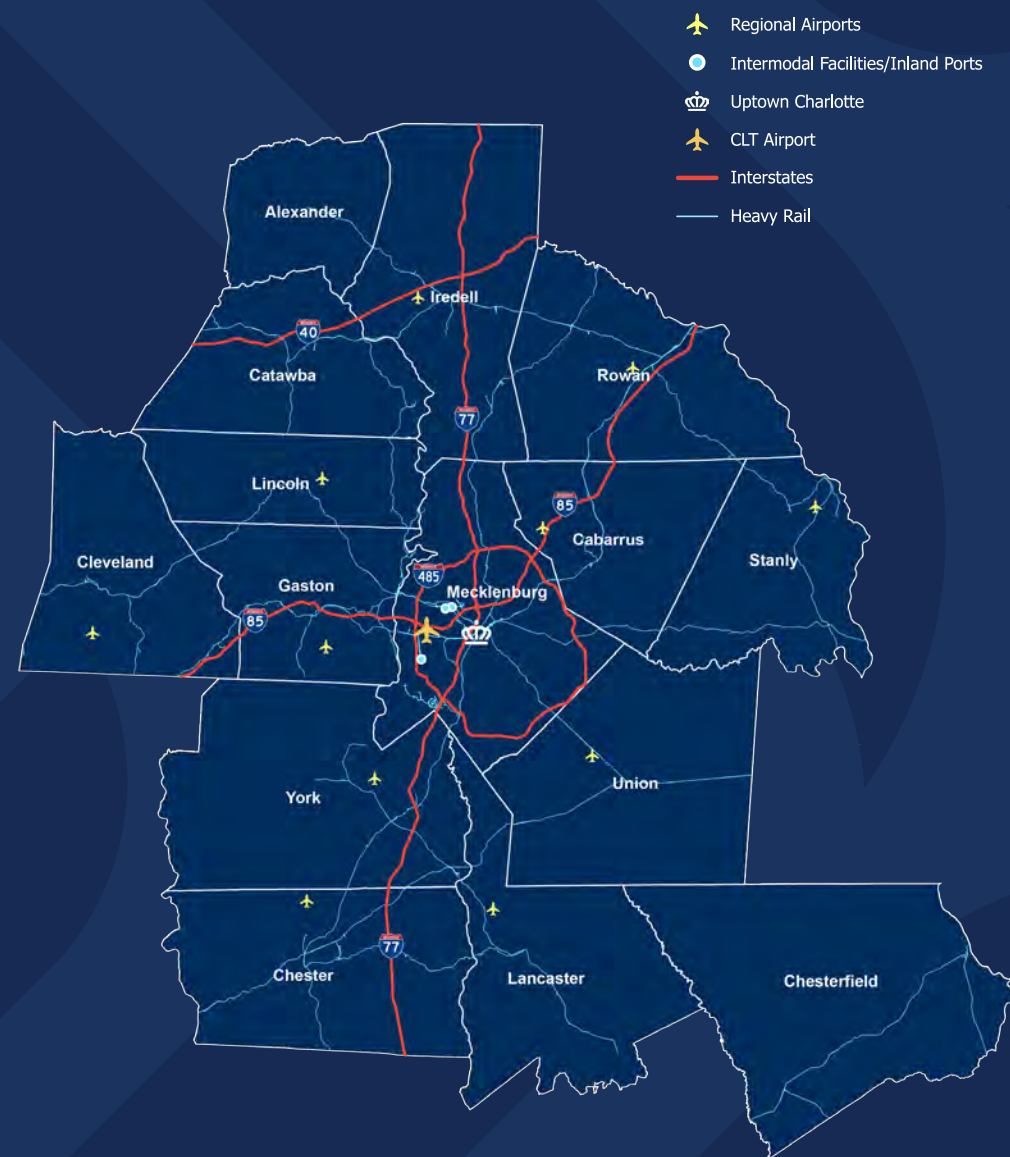 Regional Airports
Intermodal Facilities/Inland Ports
Uptown Charlotte
CLT Airport
Interstates
Heavy Rail
Alexander
Iredell
40
Catawba
Rowan
77
Lincoln
85
Cabarrus
Cleveland
Stanly
Gaston
485
Mecklenburg
85
York
Union
77
Chester
Lancaster
Chesterfield